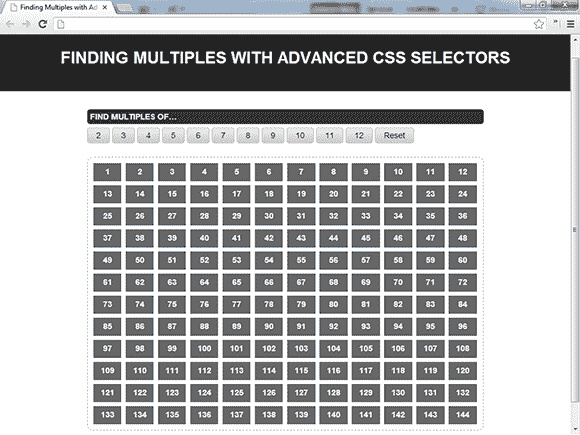 Finding Multiples with Ad
FINDING MULTIPLES WITH ADVANCED CSS SELECTORS
FIND MULTIPLES OF...
2 3 4 5 6 7 8 9 10 11 12 Reset
1 2 3 4 5 6 7 8 9 10 11 12
13 14 15 16 17 18 19 20 21 22 23 24
25 26 27 28 29 30 31 32 33 34 35 36
37 38 39 40 41 42 43 44 45 46 47 48
49 50 51 52 53 54 55 56 57 58 59 60
61 62 63 64 65 66 67 68 69 70 71 72
73 74 75 76 77 78 79 80 81 82 83 84
85 86 87 88 89 90 91 92 93 94 95 96
97 98 99 100 101 102 103 104 105 106 107 108
109 110 111 112 113 114 115 116 117 118 119 120
121 122 123 124 125 126 127 128 129 130 131 132
133 134 135 136 137 138 139 140 141 142 143 144